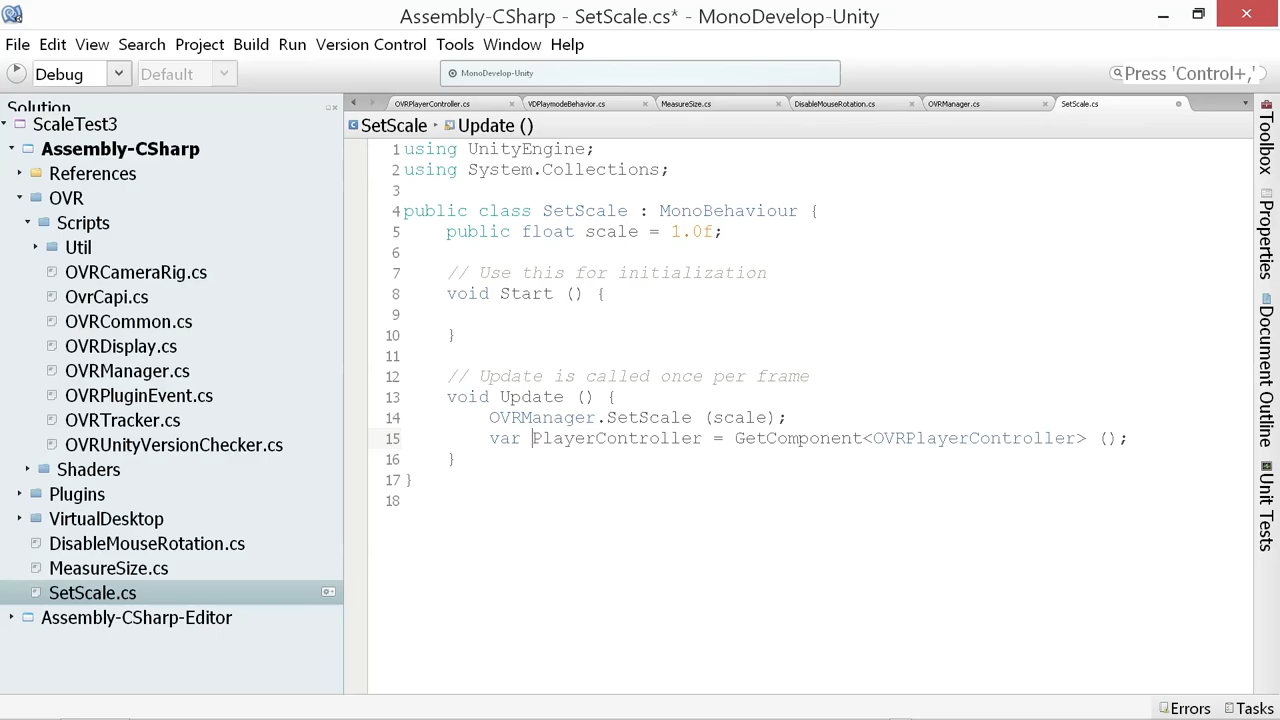 Assembly-CSharp - SetScale.cs* - MonoDevelop-Unity
File Edit View Search Project Build Run Version Control Tools Window Help
Debug Default MonoDevelop-Unity Press 'Control+,'
Solution
ScaleTest3
Assembly-CSharp
References
OVR
Scripts
Util
OVRCameraRig.cs
OvrCapi.cs
OVRCommon.cs
OVRDisplay.cs
OVRManager.cs
OVRPluginEvent.cs
OVRTracker.cs
OVRUnityVersionChecker.cs
Shaders
Plugins
VirtualDesktop
DisableMouseRotation.cs
MeasureSize.cs
SetScale.cs
Assembly-CSharp-Editor
OVRPlayerController.cs VDPlaymodeBehavior.cs MeasureSize.cs DisableMouseRotation.cs OVRManager.cs SetScale.cs
SetScale Update ()
1 using UnityEngine;
2 using System.Collections;
3
4 public class SetScale : MonoBehaviour {
5 public float scale = 1.0f;
6
7 // Use this for initialization
8 void Start () {
9
10 }
11
12 // Update is called once per frame
13 void Update () {
14 OVRManager.SetScale (scale);
15 var PlayerController = GetComponent<OVRPlayerController> ();
16 }
17 }
18
Toolbox
Properties
Document Outline
Unit Tests
Errors Tasks